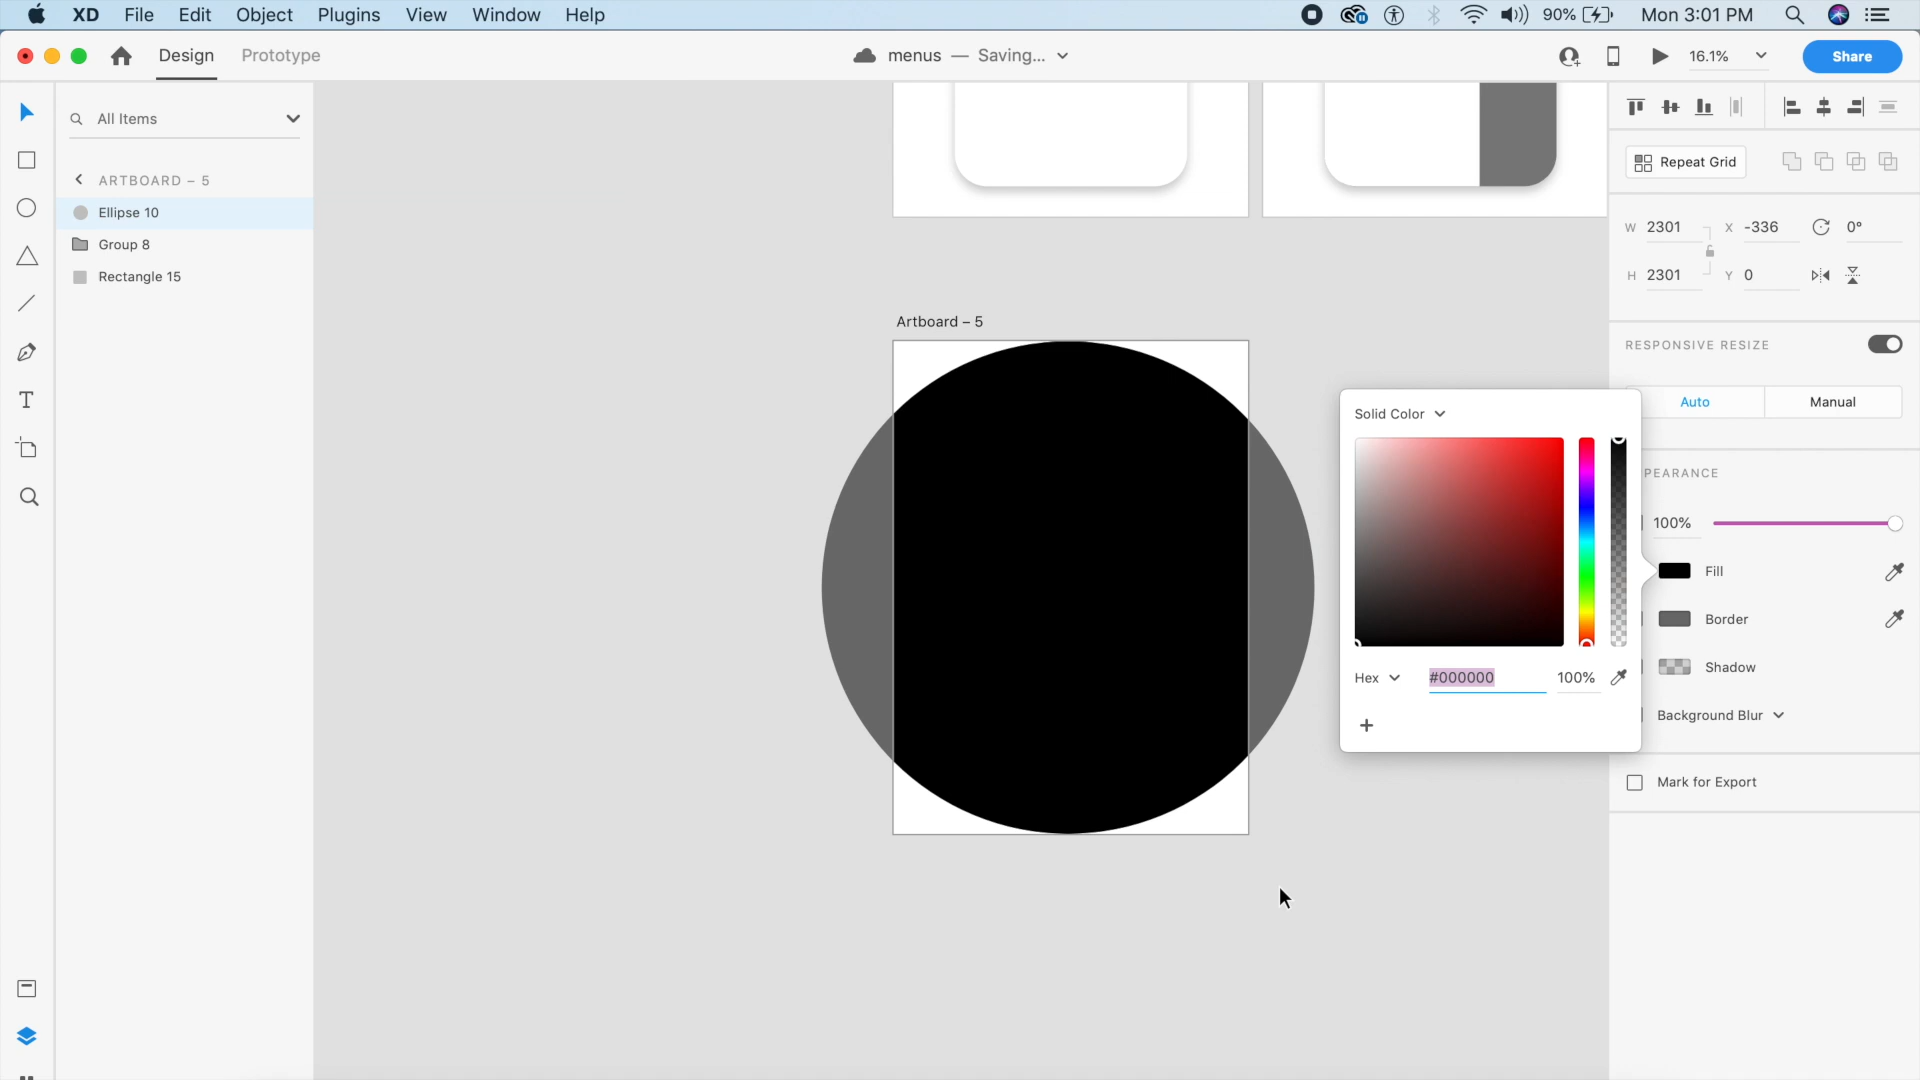 XD File Edit Object Plugins View Window Help 90% Mon 3:01 PM
Design Prototype menus — Saving... 16.1% Share
All Items
ARTBOARD – 5
Ellipse 10
Group 8
Rectangle 15
Artboard – 5
Repeat Grid
W 2301 X -336 0°
H 2301 Y 0
RESPONSIVE RESIZE
Auto Manual
PEARANCE
100%
Fill
Border
Shadow
Background Blur
Mark for Export
Solid Color
Hex #000000 100%